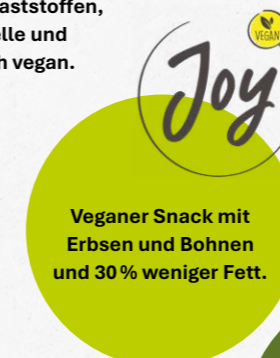 aststoffen,
elle und
h vegan.
VEGAN
Joy
Veganer Snack mit
Erbsen und Bohnen
und 30 % weniger Fett.